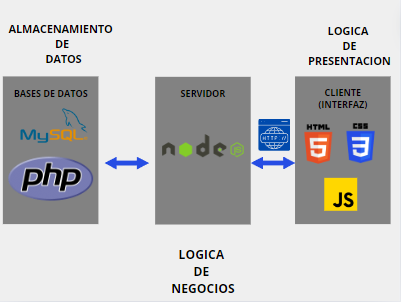 ALMACENAMIENTO
DE
DATOS
LOGICA
DE
PRESENTACION
BASES DE DATOS
MySQL
php
SERVIDOR
node
JS
HTTP://
CLIENTE
(INTERFAZ)
HTML
5
CSS
3
JS
LOGICA
DE
NEGOCIOS